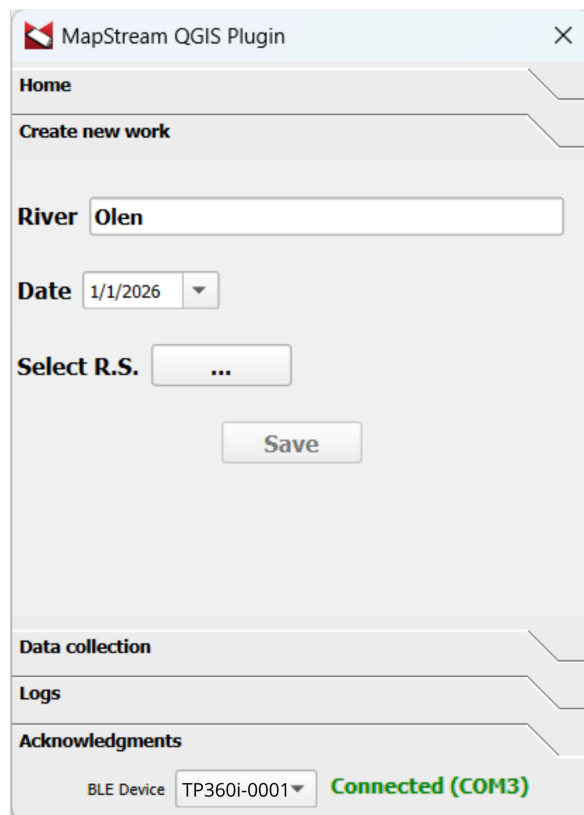 MapStream QGIS Plugin
Home
Create new work
River Olen
Date 1/1/2026
Select R.S. ...
Save
Data collection
Logs
Acknowledgments
BLE Device TP360i-0001 Connected (COM3)